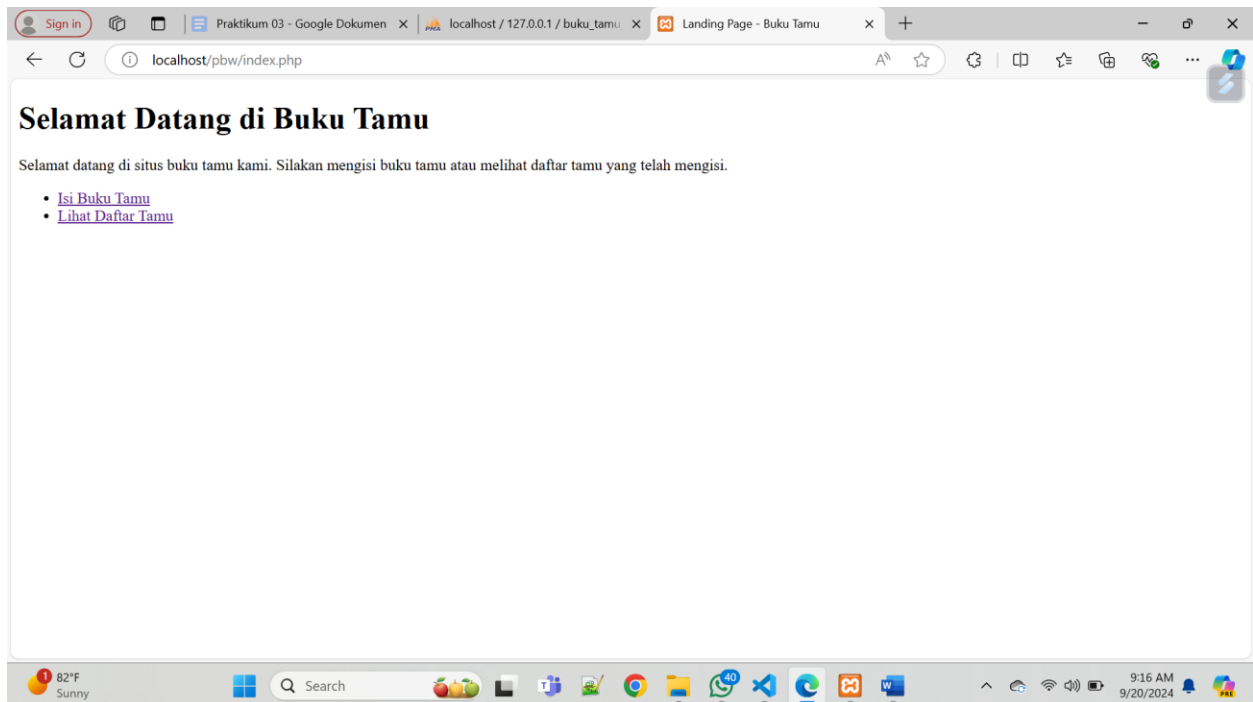 Sign in
Praktikum 03 - Google Dokumen
localhost / 127.0.0.1 / buku_tamu_
Landing Page - Buku Tamu
localhost/pbw/index.php
Selamat Datang di Buku Tamu
Selamat datang di situs buku tamu kami. Silakan mengisi buku tamu atau melihat daftar tamu yang telah mengisi.
• Isi Buku Tamu
• Lihat Daftar Tamu
1
82°F
Sunny
Search
40
9:16 AM
9/20/2024
PRE